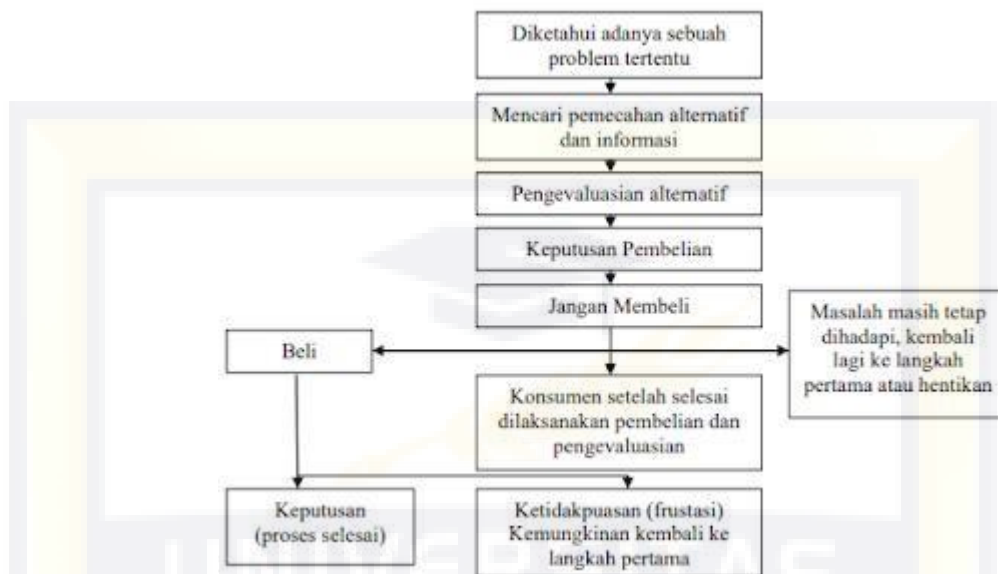 Diketahui adanya sebuah
problem tertentu
Mencari pemecahan alternatif
dan informasi
Pengevaluasian alternatif
Keputusan Pembelian
Jangan Membeli
Masalah masih tetap
dihadapi, kembali
lagi ke langkah
pertama atau hentikan
Beli
Konsumen setelah selesai
dilaksanakan pembelian dan
pengevaluasian
Keputusan
(proses selesai)
Ketidakpuasan (frustasi)
Kemungkinan kembali ke
langkah pertama